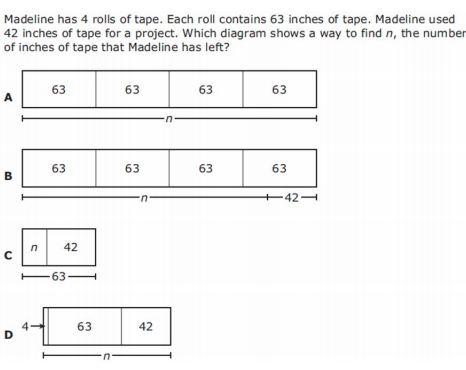 Madeline has 4 rolls of tape. Each roll contains 63 inches of tape. Madeline used
42 inches of tape for a project. Which diagram shows a way to find n, the number
of inches of tape that Madeline has left?
A 63 63 63 63
n
B 63 63 63 63
n 42
C n 42
63
D 4 63 42
n